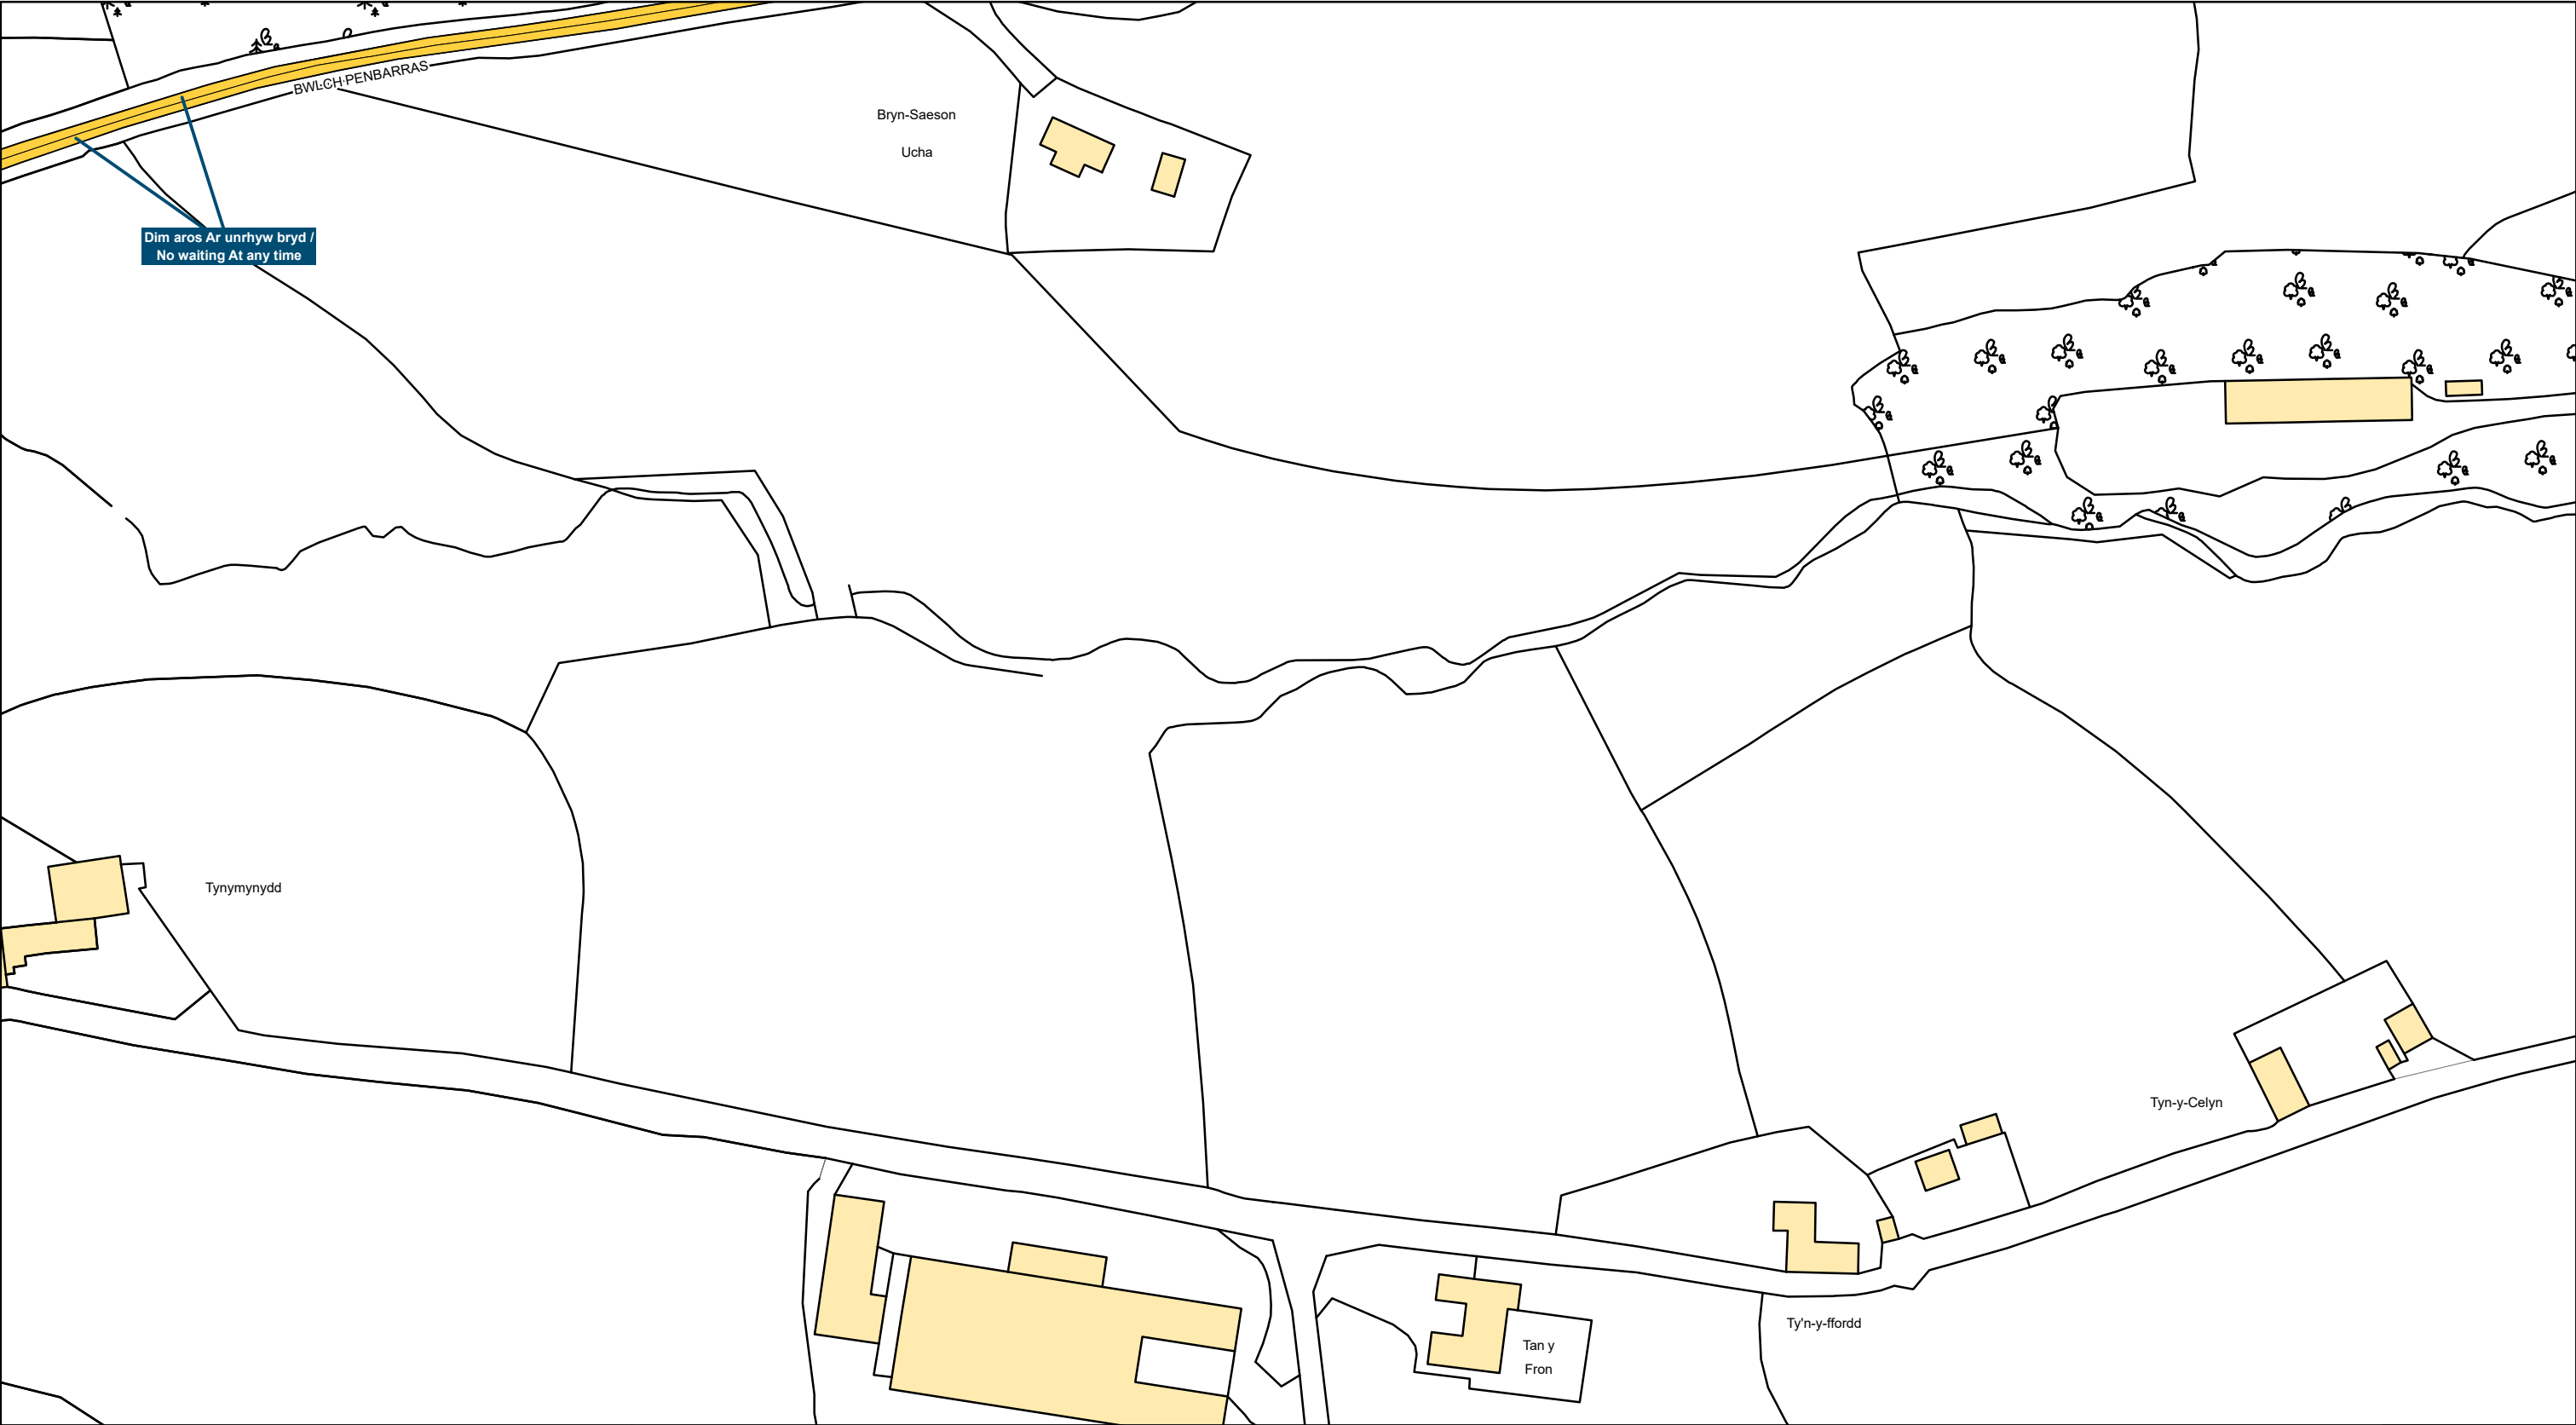 BWLCH PENBARRAS
Bryn-Saeson
Ucha
Dim aros Ar unrhyw bryd /
No waiting At any time
Tynymynydd
Tyn-y-Celyn
Ty'n-y-ffordd
Tan y
Fron